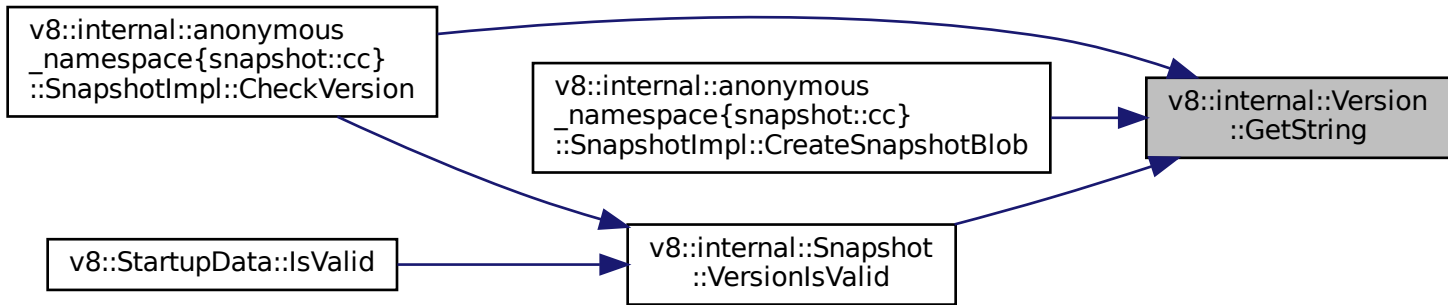 v8::internal::anonymous
_namespace{snapshot::cc}
::SnapshotImpl::CheckVersion
v8::internal::anonymous
_namespace{snapshot::cc}
::SnapshotImpl::CreateSnapshotBlob
v8::internal::Version
::GetString
v8::StartupData::IsValid
v8::internal::Snapshot
::VersionIsValid